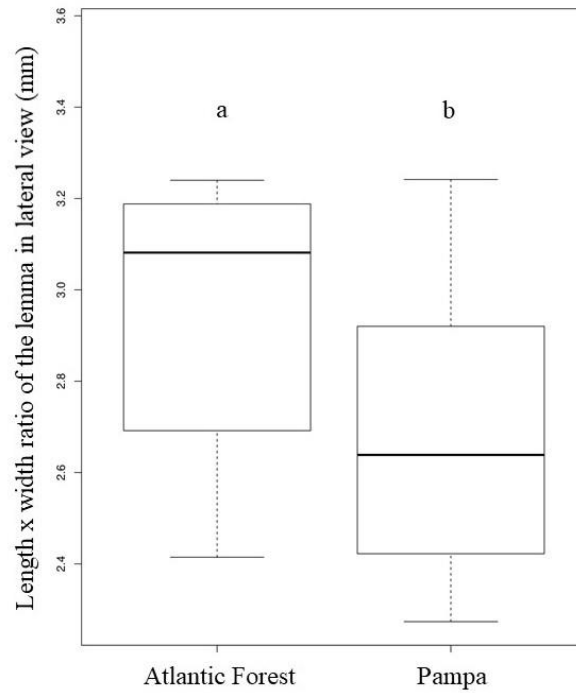 Length x width ratio of the lemma in lateral view (mm)
3.6
3.4
3.2
3.0
2.8
2.6
2.4
a
b
Atlantic Forest
Pampa